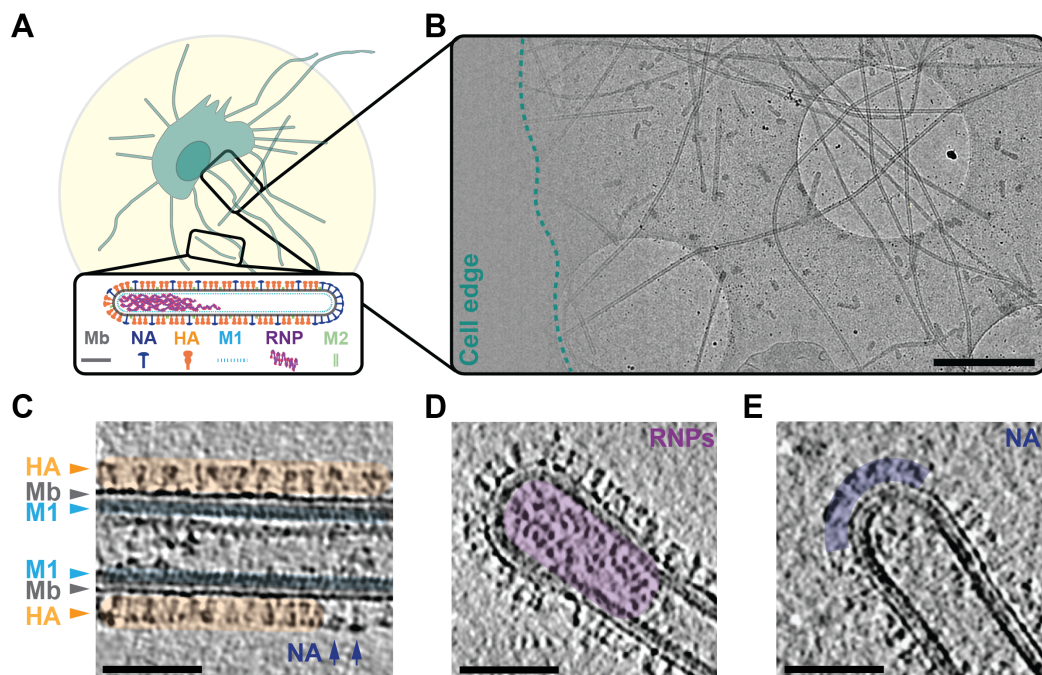 A
B
Mb NA HA M1 RNP M2
Cell edge
C
D
E
HA
Mb
M1
M1
Mb
HA
NA
RNPs
NA